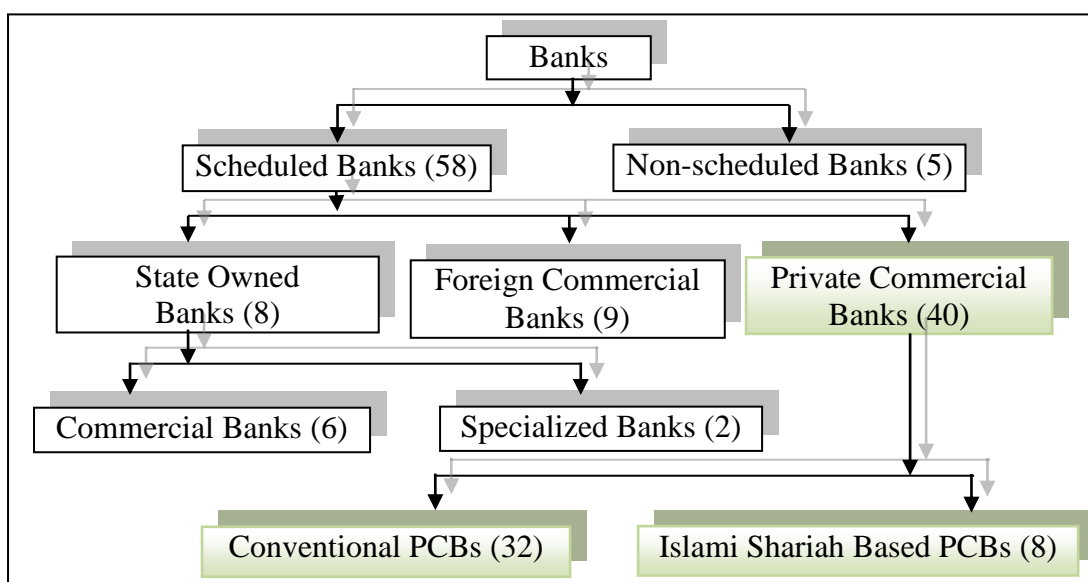 Banks
Scheduled Banks (58)
Non-scheduled Banks (5)
State Owned
Banks (8)
Foreign Commercial
Banks (9)
Private Commercial
Banks (40)
Commercial Banks (6)
Specialized Banks (2)
Conventional PCBs (32)
Islami Shariah Based PCBs (8)